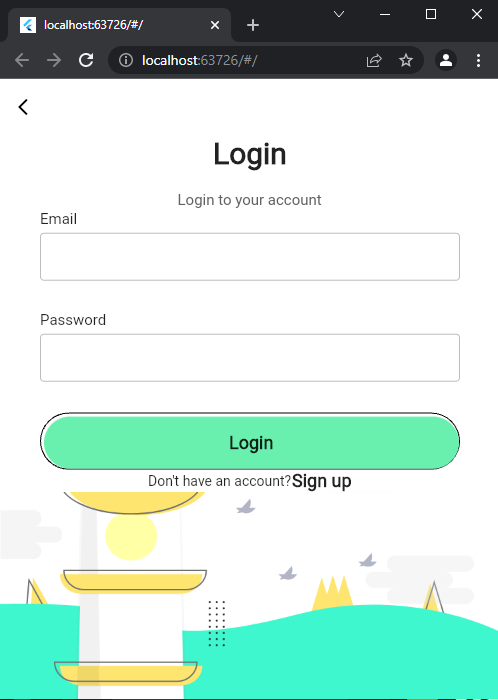 localhost:63726/#/
localhost:63726/#/
Login
Login to your account
Email
Password
Login
Don't have an account?Sign up